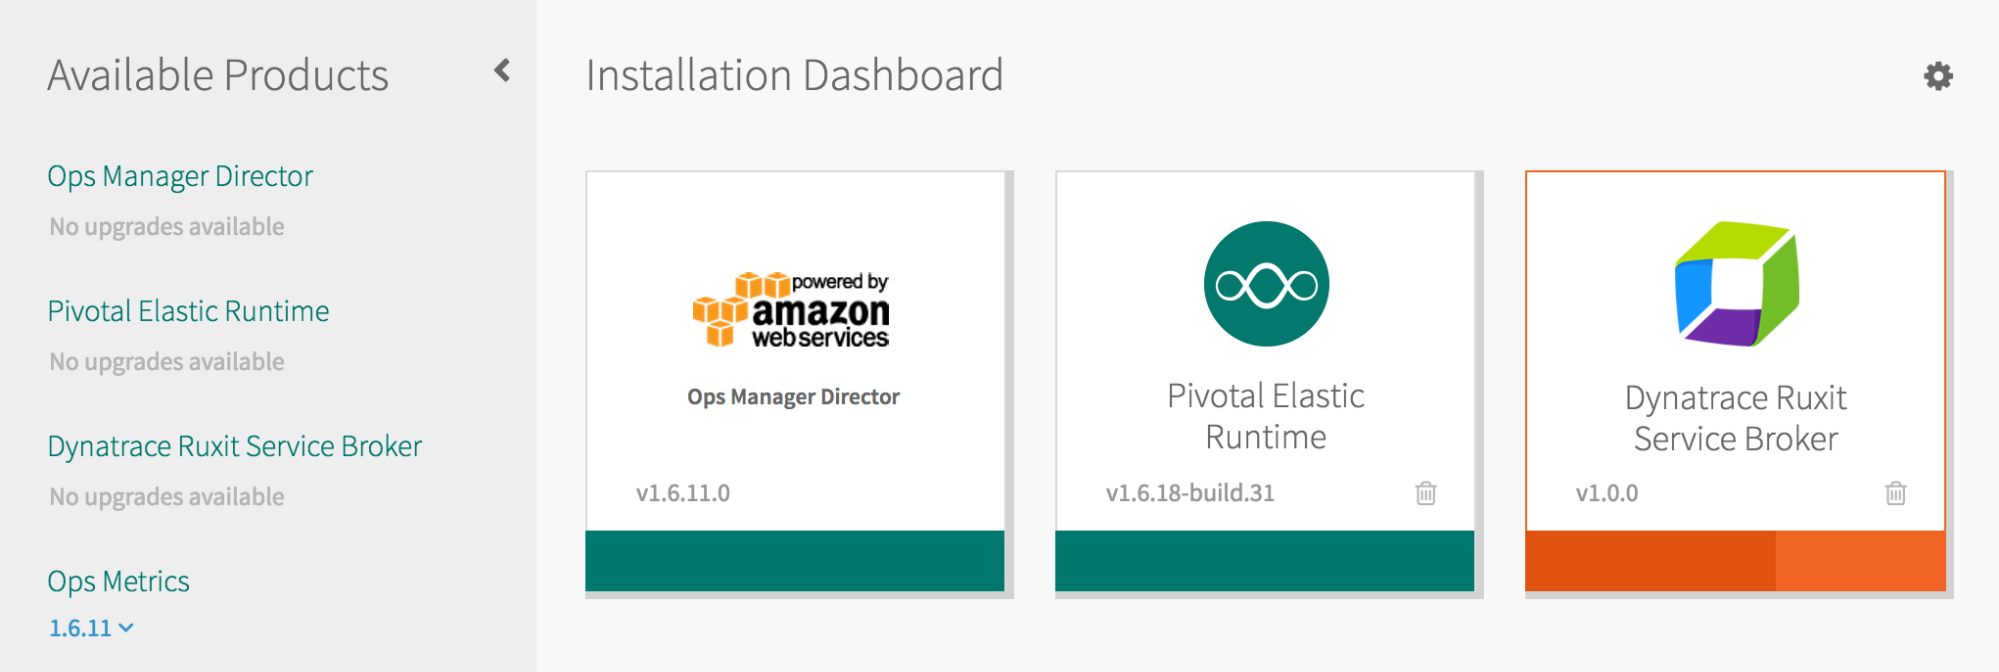 Available Products
Ops Manager Director
No upgrades available
Pivotal Elastic Runtime
No upgrades available
Dynatrace Ruxit Service Broker
No upgrades available
Ops Metrics
1.6.11
Installation Dashboard
powered by
amazon
web services
Ops Manager Director
v1.6.11.0
Pivotal Elastic
Runtime
v1.6.18-build.31
Dynatrace Ruxit
Service Broker
v1.0.0